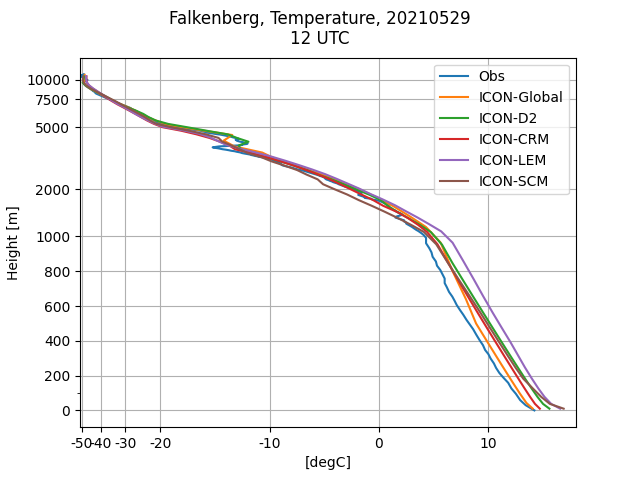 Falkenberg, Temperature, 20210529
12 UTC
Obs
ICON-Global
ICON-D2
ICON-CRM
ICON-LEM
ICON-SCM
Height [m]
10000
7500
5000
2000
1000
800
600
400
200
0
-50 -40 -30 -20 -10 0 10
[degC]